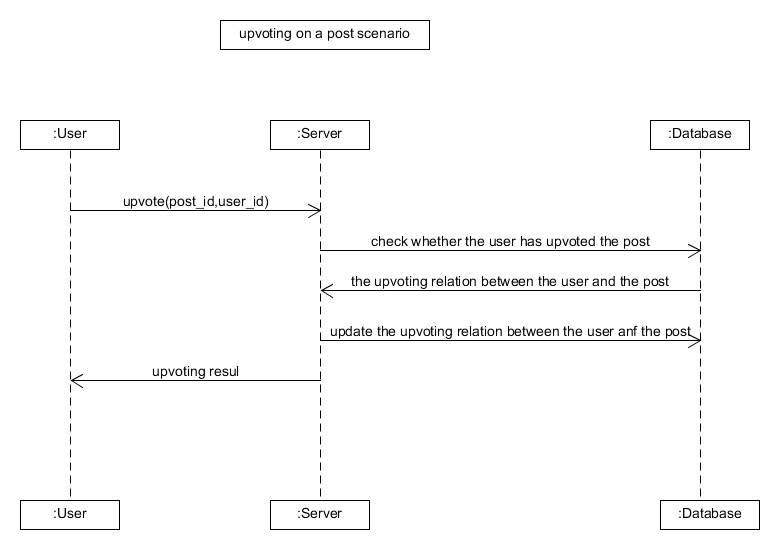 upvoting on a post scenario
:User
:Server
:Database
upvote(post_id,user_id)
check whether the user has upvoted the post
the upvoting relation between the user and the post
update the upvoting relation between the user anf the post
upvoting resul
:User
:Server
:Database